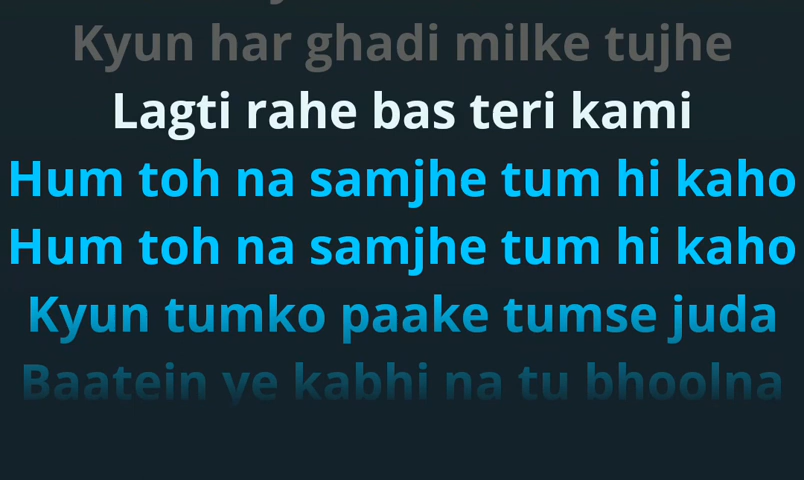 Kyun har ghadi milke tujhe
Lagti rahe bas teri kami
Hum toh na samjhe tum hi kaho
Hum toh na samjhe tum hi kaho
Kyun tumko paake tumse juda
Baatein ye kabhi na tu bhoolna